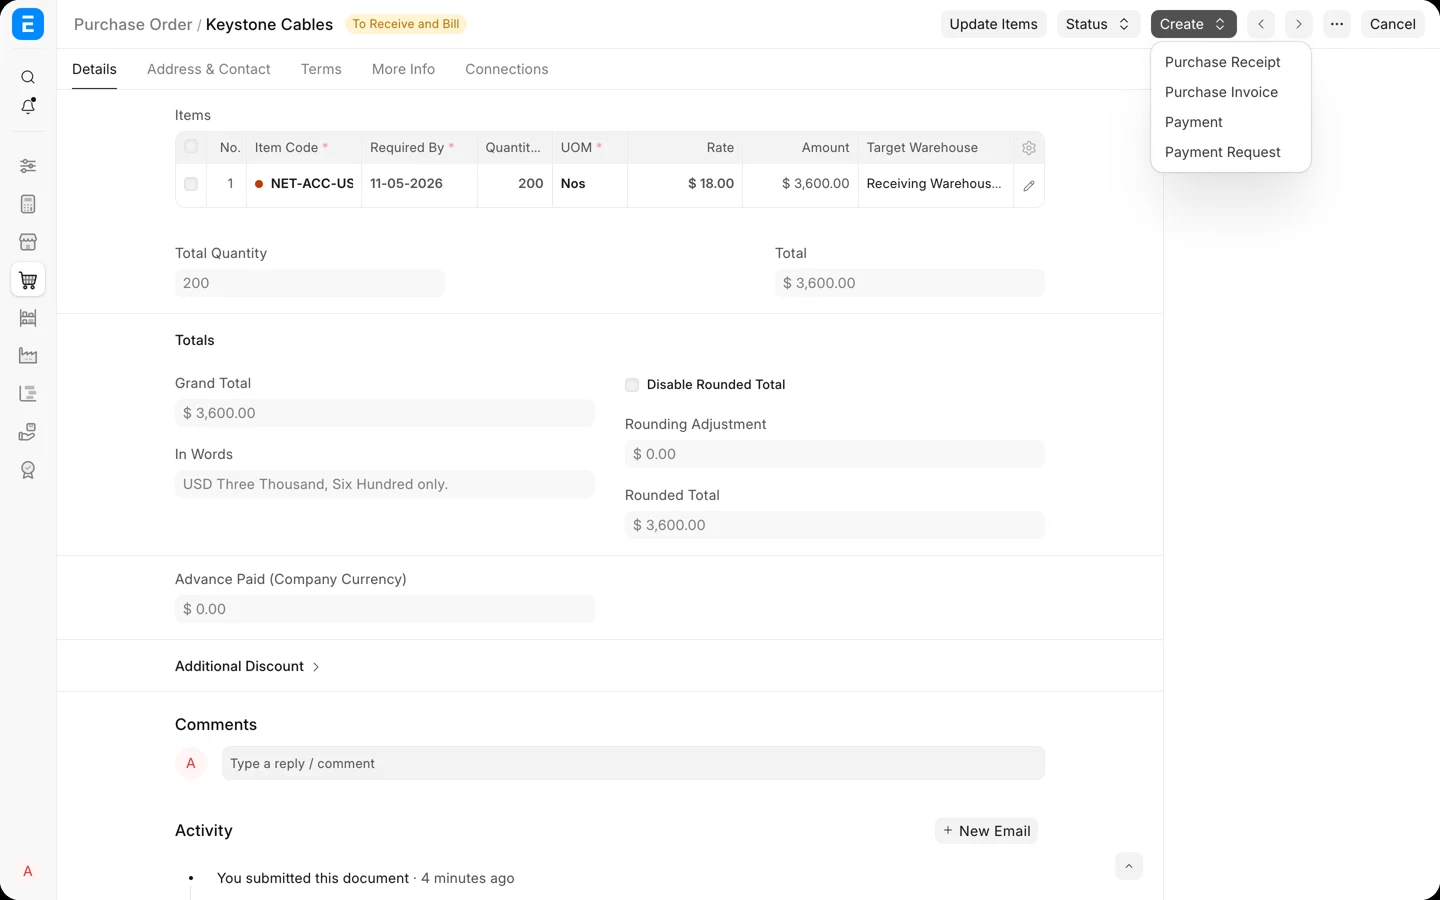 Purchase Order / Keystone Cables To Receive and Bill Update Items Status Create ... Cancel
Purchase Receipt
Purchase Invoice
Payment
Payment Request
Details Address & Contact Terms More Info Connections
Items
No. Item Code * Required By * Quantit... UOM * Rate Amount Target Warehouse
1 NET-ACC-US 11-05-2026 200 Nos $ 18.00 $ 3,600.00 Receiving Warehous...
Total Quantity Total
200 $ 3,600.00
Totals
Grand Total Disable Rounded Total
$ 3,600.00
Rounding Adjustment
$ 0.00
In Words
USD Three Thousand, Six Hundred only.
Rounded Total
$ 3,600.00
Advance Paid (Company Currency)
$ 0.00
Additional Discount
Comments
A Type a reply / comment
Activity + New Email
A
• You submitted this document · 4 minutes ago